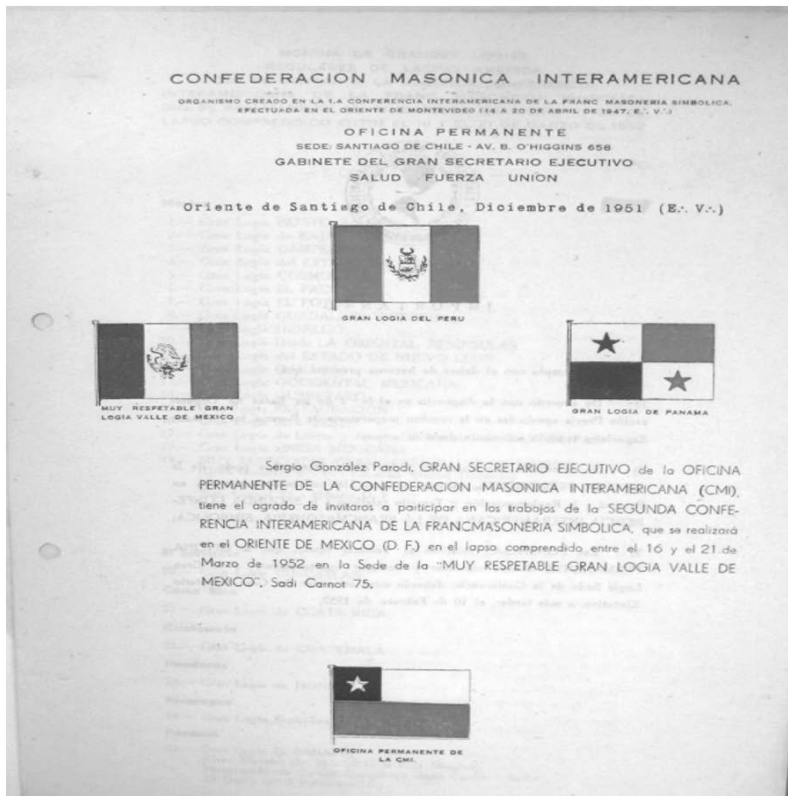 CONFEDERACION MASONICA INTERAMERICANA
ORGANISMO CREADO EN LA 1.A CONFERENCIA INTERAMERICANA DE LA FRANC MASONERIA SIMBOLICA,
EFECTUADA EN EL ORIENTE DE MONTEVIDEO (14 A 20 DE ABRIL DE 1947, E∴ V∴)
OFICINA PERMANENTE
SEDE: SANTIAGO DE CHILE - AV. B. O'HIGGINS 658
GABINETE DEL GRAN SECRETARIO EJECUTIVO
SALUD FUERZA UNION
Oriente de Santiago de Chile, Diciembre de 1951 (E∴ V∴)
GRAN LOGIA DEL PERU
MUY RESPETABLE GRAN
LOGIA VALLE DE MEXICO
GRAN LOGIA DE PANAMA
Sergio González Parodi, GRAN SECRETARIO EJECUTIVO de la OFICINA
PERMANENTE DE LA CONFEDERACION MASONICA INTERAMERICANA (CMI),
tiene el agrado de invitaros a participar en los trabajos de la SEGUNDA CONFE-
RENCIA INTERAMERICANA DE LA FRANCMASONERIA SIMBOLICA, que se realizará
en el ORIENTE DE MEXICO (D. F.) en el lapso comprendido entre el 16 y el 21 de
Marzo de 1952 en la Sede de la "MUY RESPETABLE GRAN LOGIA VALLE DE
MEXICO", Sadi Carnot 75.
OFICINA PERMANENTE DE
LA CMI.